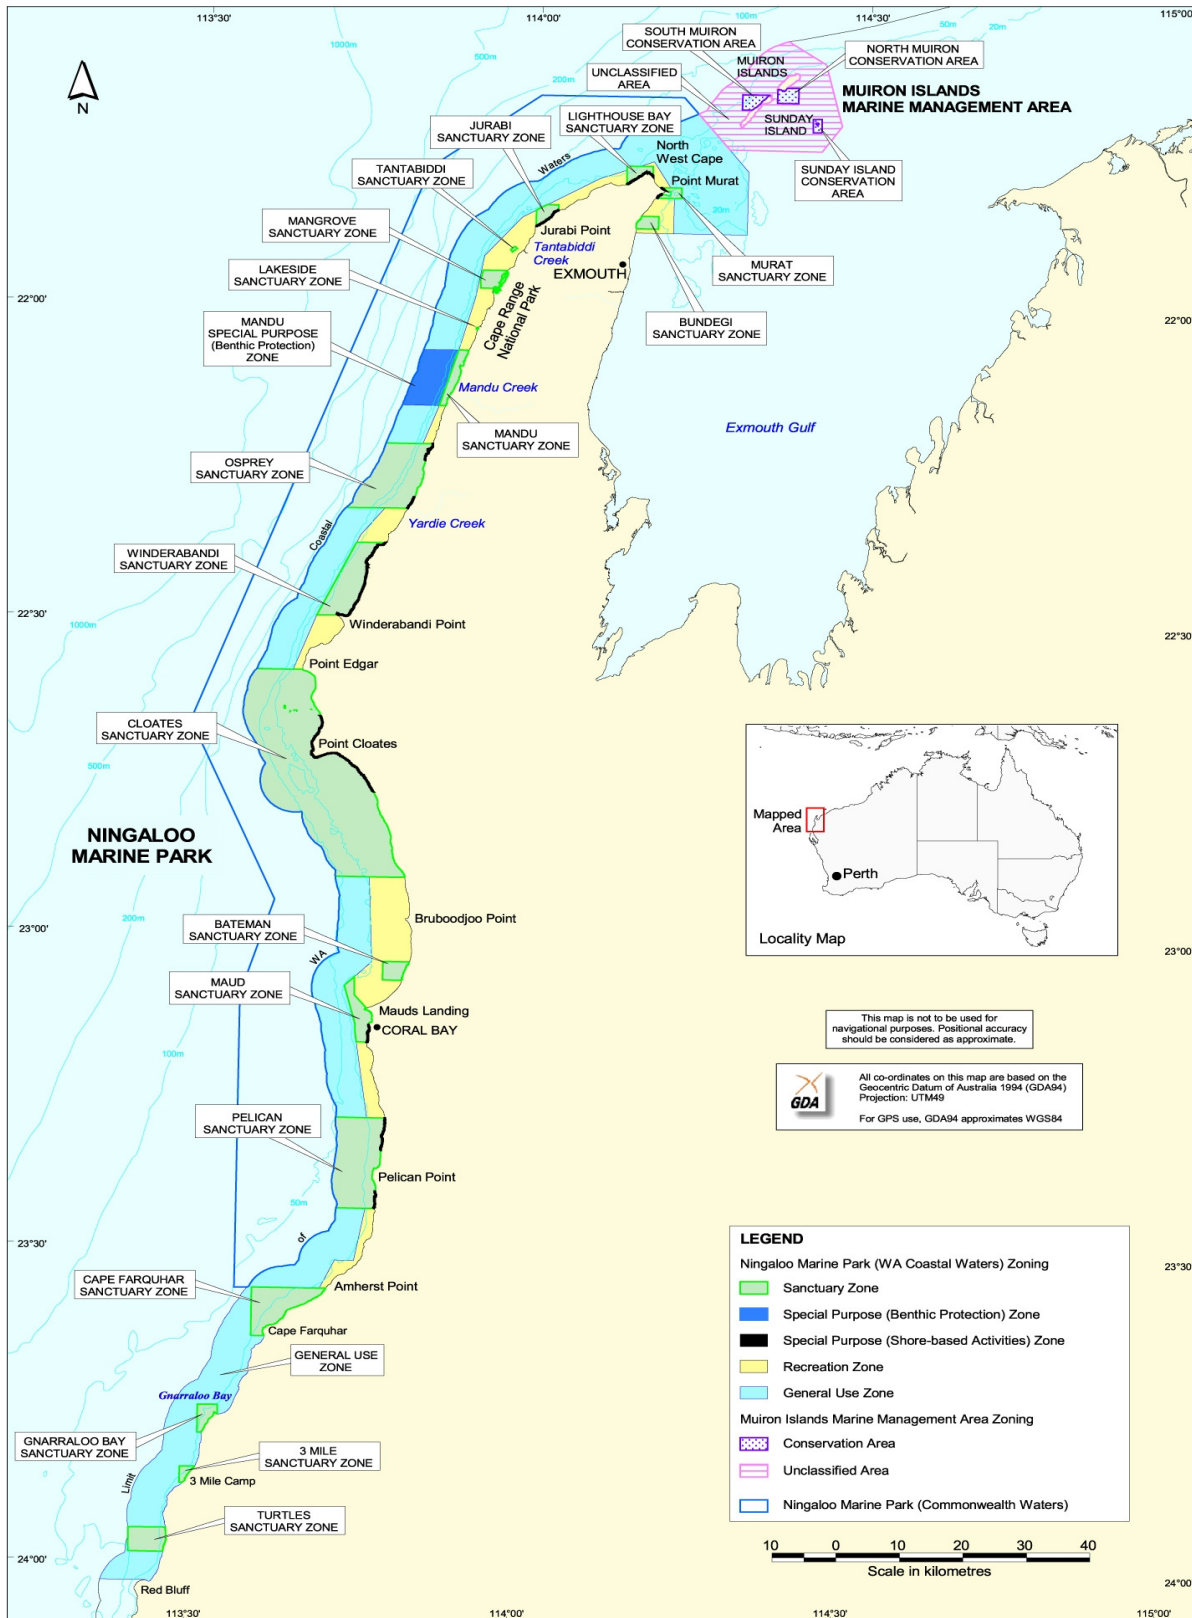 113°30'
114°00'
114°30'
115°00'
1000m
500m
200m
100m
50m
20m
SOUTH MUIRON
CONSERVATION AREA
NORTH MUIRON
CONSERVATION AREA
MUIRON
ISLANDS
UNCLASSIFIED
AREA
MUIRON ISLANDS
MARINE MANAGEMENT AREA
N
LIGHTHOUSE BAY
SANCTUARY ZONE
SUNDAY
ISLAND
JURABI
SANCTUARY ZONE
North
West Cape
SUNDAY ISLAND
CONSERVATION
AREA
Waters
TANTABIDDI
SANCTUARY ZONE
Point Murat
20m
MANGROVE
SANCTUARY ZONE
Jurabi Point
Tantabiddi
Creek
EXMOUTH
MURAT
SANCTUARY ZONE
LAKESIDE
SANCTUARY ZONE
22°00'
22°00'
Cape Range
National Park
BUNDEGI
SANCTUARY ZONE
MANDU
SPECIAL PURPOSE
(Benthic Protection)
ZONE
Mandu Creek
MANDU
SANCTUARY ZONE
Exmouth Gulf
OSPREY
SANCTUARY ZONE
Coastal
Yardie Creek
WINDERABANDI
SANCTUARY ZONE
22°30'
22°30'
1000m
Winderabandi Point
Point Edgar
CLOATES
SANCTUARY ZONE
Point Cloates
500m
NINGALOO
MARINE PARK
Mapped
Area
Perth
Locality Map
200m
BATEMAN
SANCTUARY ZONE
Bruboodjoo Point
23°00'
23°00'
WA
MAUD
SANCTUARY ZONE
Mauds Landing
CORAL BAY
100m
This map is not to be used for
navigational purposes. Positional accuracy
should be considered as approximate.
GDA
All co-ordinates on this map are based on the
Geocentric Datum of Australia 1994 (GDA94)
Projection: UTM49
For GPS use, GDA94 approximates WGS84
PELICAN
SANCTUARY ZONE
Pelican Point
50m
of
23°30'
23°30'
CAPE FARQUHAR
SANCTUARY ZONE
Amherst Point
Cape Farquhar
GENERAL USE
ZONE
Gnarraloo Bay
GNARRALOO BAY
SANCTUARY ZONE
3 MILE
SANCTUARY ZONE
3 Mile Camp
Limit
TURTLES
SANCTUARY ZONE
24°00'
24°00'
Red Bluff
LEGEND
Ningaloo Marine Park (WA Coastal Waters) Zoning
Sanctuary Zone
Special Purpose (Benthic Protection) Zone
Special Purpose (Shore-based Activities) Zone
Recreation Zone
General Use Zone
Muiron Islands Marine Management Area Zoning
Conservation Area
Unclassified Area
Ningaloo Marine Park (Commonwealth Waters)
10 0 10 20 30 40
Scale in kilometres
113°30'
114°00'
114°30'
115°00'